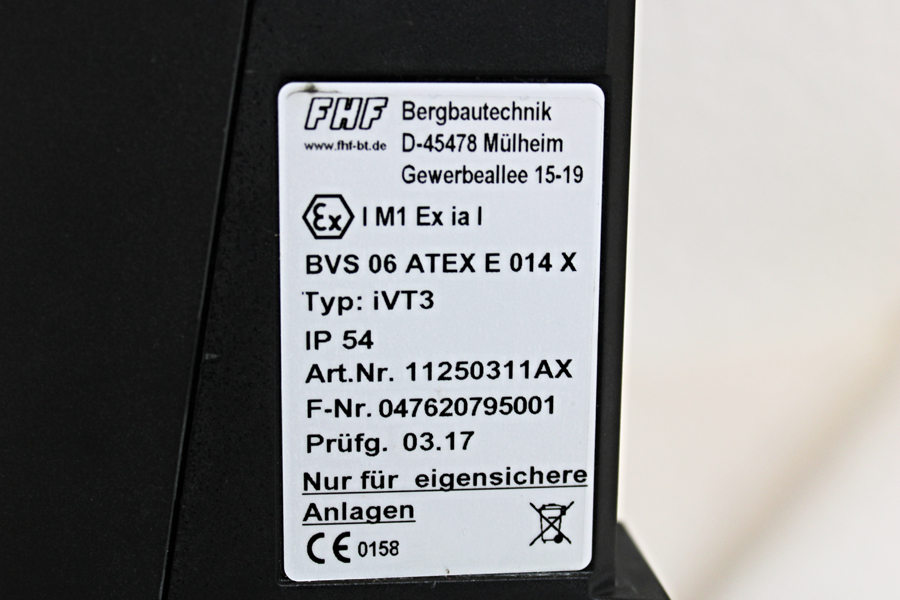 FHF Bergbautechnik
www.fhf-bt.de D-45478 Mülheim
Gewerbeallee 15-19
Ex I M1 Ex ia I
BVS 06 ATEX E 014 X
Typ: iVT3
IP 54
Art.Nr. 11250311AX
F-Nr. 047620795001
Prüfg. 03.17
Nur für eigensichere
Anlagen
CE 0158